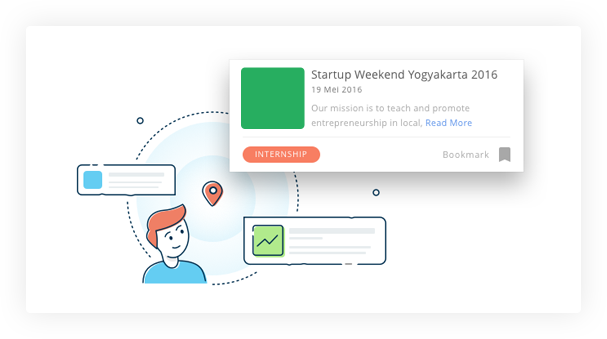 Startup Weekend Yogyakarta 2016
19 Mei 2016
Our mission is to teach and promote
entrepreneurship in local, Read More
INTERNSHIP
Bookmark